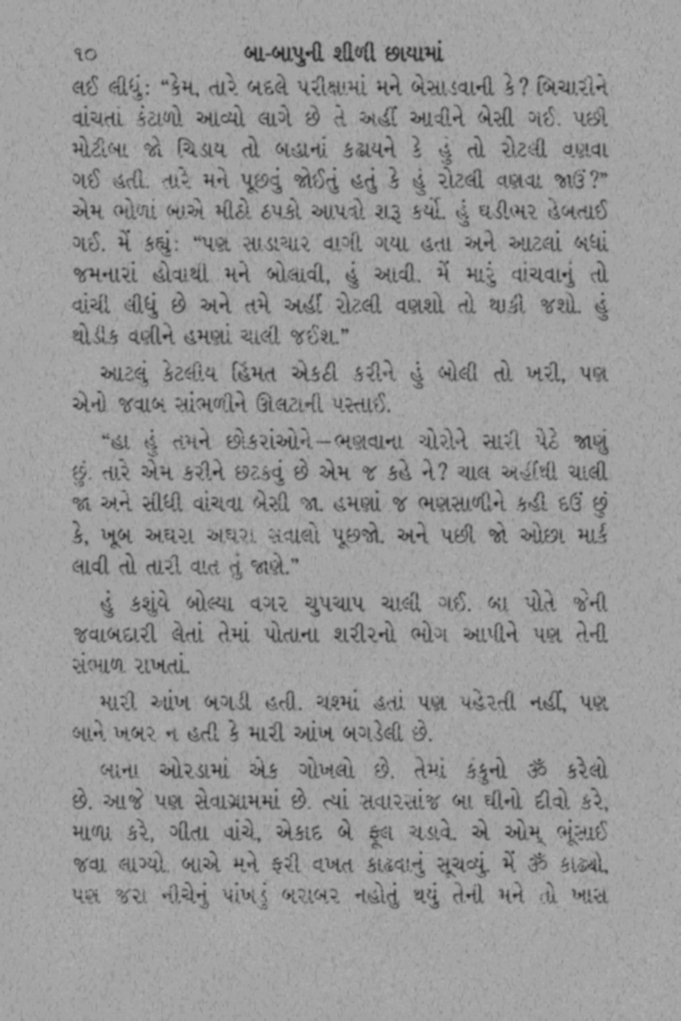 ૧૦
બા-બાપુની શીળી છાયામાં
લઈ લીધું: “કેમ, તારે બદલે પરીક્ષામાં મને બેસાડવાની કે? બિચારીને
વાંચતાં કંટાળો આવ્યો લાગે છે તે અહીં આવીને બેસી ગઈ. પછી
મોટીબા જો ચિડાય તો બહાનાં કઢાયને કે હું તો રોટલી વણવા
ગઈ હતી. તારે મને પૂછવું જોઈતું હતું કે હું રોટલી વણવા જાઉં?”
એમ ભોળાં બાએ મીઠો ઠપકો આપવો શરૂ કર્યો. હું ઘડીભર હેબતાઈ
ગઈ. મેં કહ્યું: “પણ સાડાચાર વાગી ગયા હતા અને આટલાં બધાં
જમનારાં હોવાથી મને બોલાવી, હું આવી. મેં મારું વાંચવાનું તો
વાંચી લીધું છે અને તમે અહીં રોટલી વણશો તો થાકી જશો. હું
થોડીક વણીને હમણાં ચાલી જઈશ.”
આટલું કેટલીય હિંમત એકઠી કરીને હું બોલી તો ખરી, પણ
એનો જવાબ સાંભળીને ઊલટાની પસ્તાઈ.
“હા હું તમને છોકરાંઓને—ભણવાના ચોરોને સારી પેઠે જાણું
છું. તારે એમ કરીને છટકવું છે એમ જ કહે ને? ચાલ અહીંથી ચાલી
જા અને સીધી વાંચવા બેસી જા. હમણાં જ ભણસાળીને કહી દઉં છું
કે, ખૂબ અઘરા અઘરા સવાલો પૂછજો. અને પછી જો ઓછા માર્ક
લાવી તો તારી વાત તું જાણે.”
હું કશુંયે બોલ્યા વગર ચુપચાપ ચાલી ગઈ. બા પોતે જેની
જવાબદારી લેતાં તેમાં પોતાના શરીરનો ભોગ આપીને પણ તેની
સંભાળ રાખતાં.
મારી આંખ બગડી હતી. ચશ્માં હતાં પણ પહેરતી નહીં, પણ
બાને ખબર ન હતી કે મારી આંખ બગડેલી છે.
બાના ઓરડામાં એક ગોખલો છે. તેમાં કંકુનો ૐ કરેલો
છે. આજે પણ સેવાગ્રામમાં છે. ત્યાં સવારસાંજ બા ઘીનો દીવો કરે,
માળા કરે, ગીતા વાંચે, એકાદ બે ફૂલ ચડાવે. એ ઓમ્ ભૂંસાઈ
જવા લાગ્યો. બાએ મને ફરી વખત કાઢવાનું સૂચવ્યું. મેં ૐ કાઢ્યો,
પણ જરા નીચેનું પાંખડું બરાબર નહોતું થયું તેની મને તો ખાસ